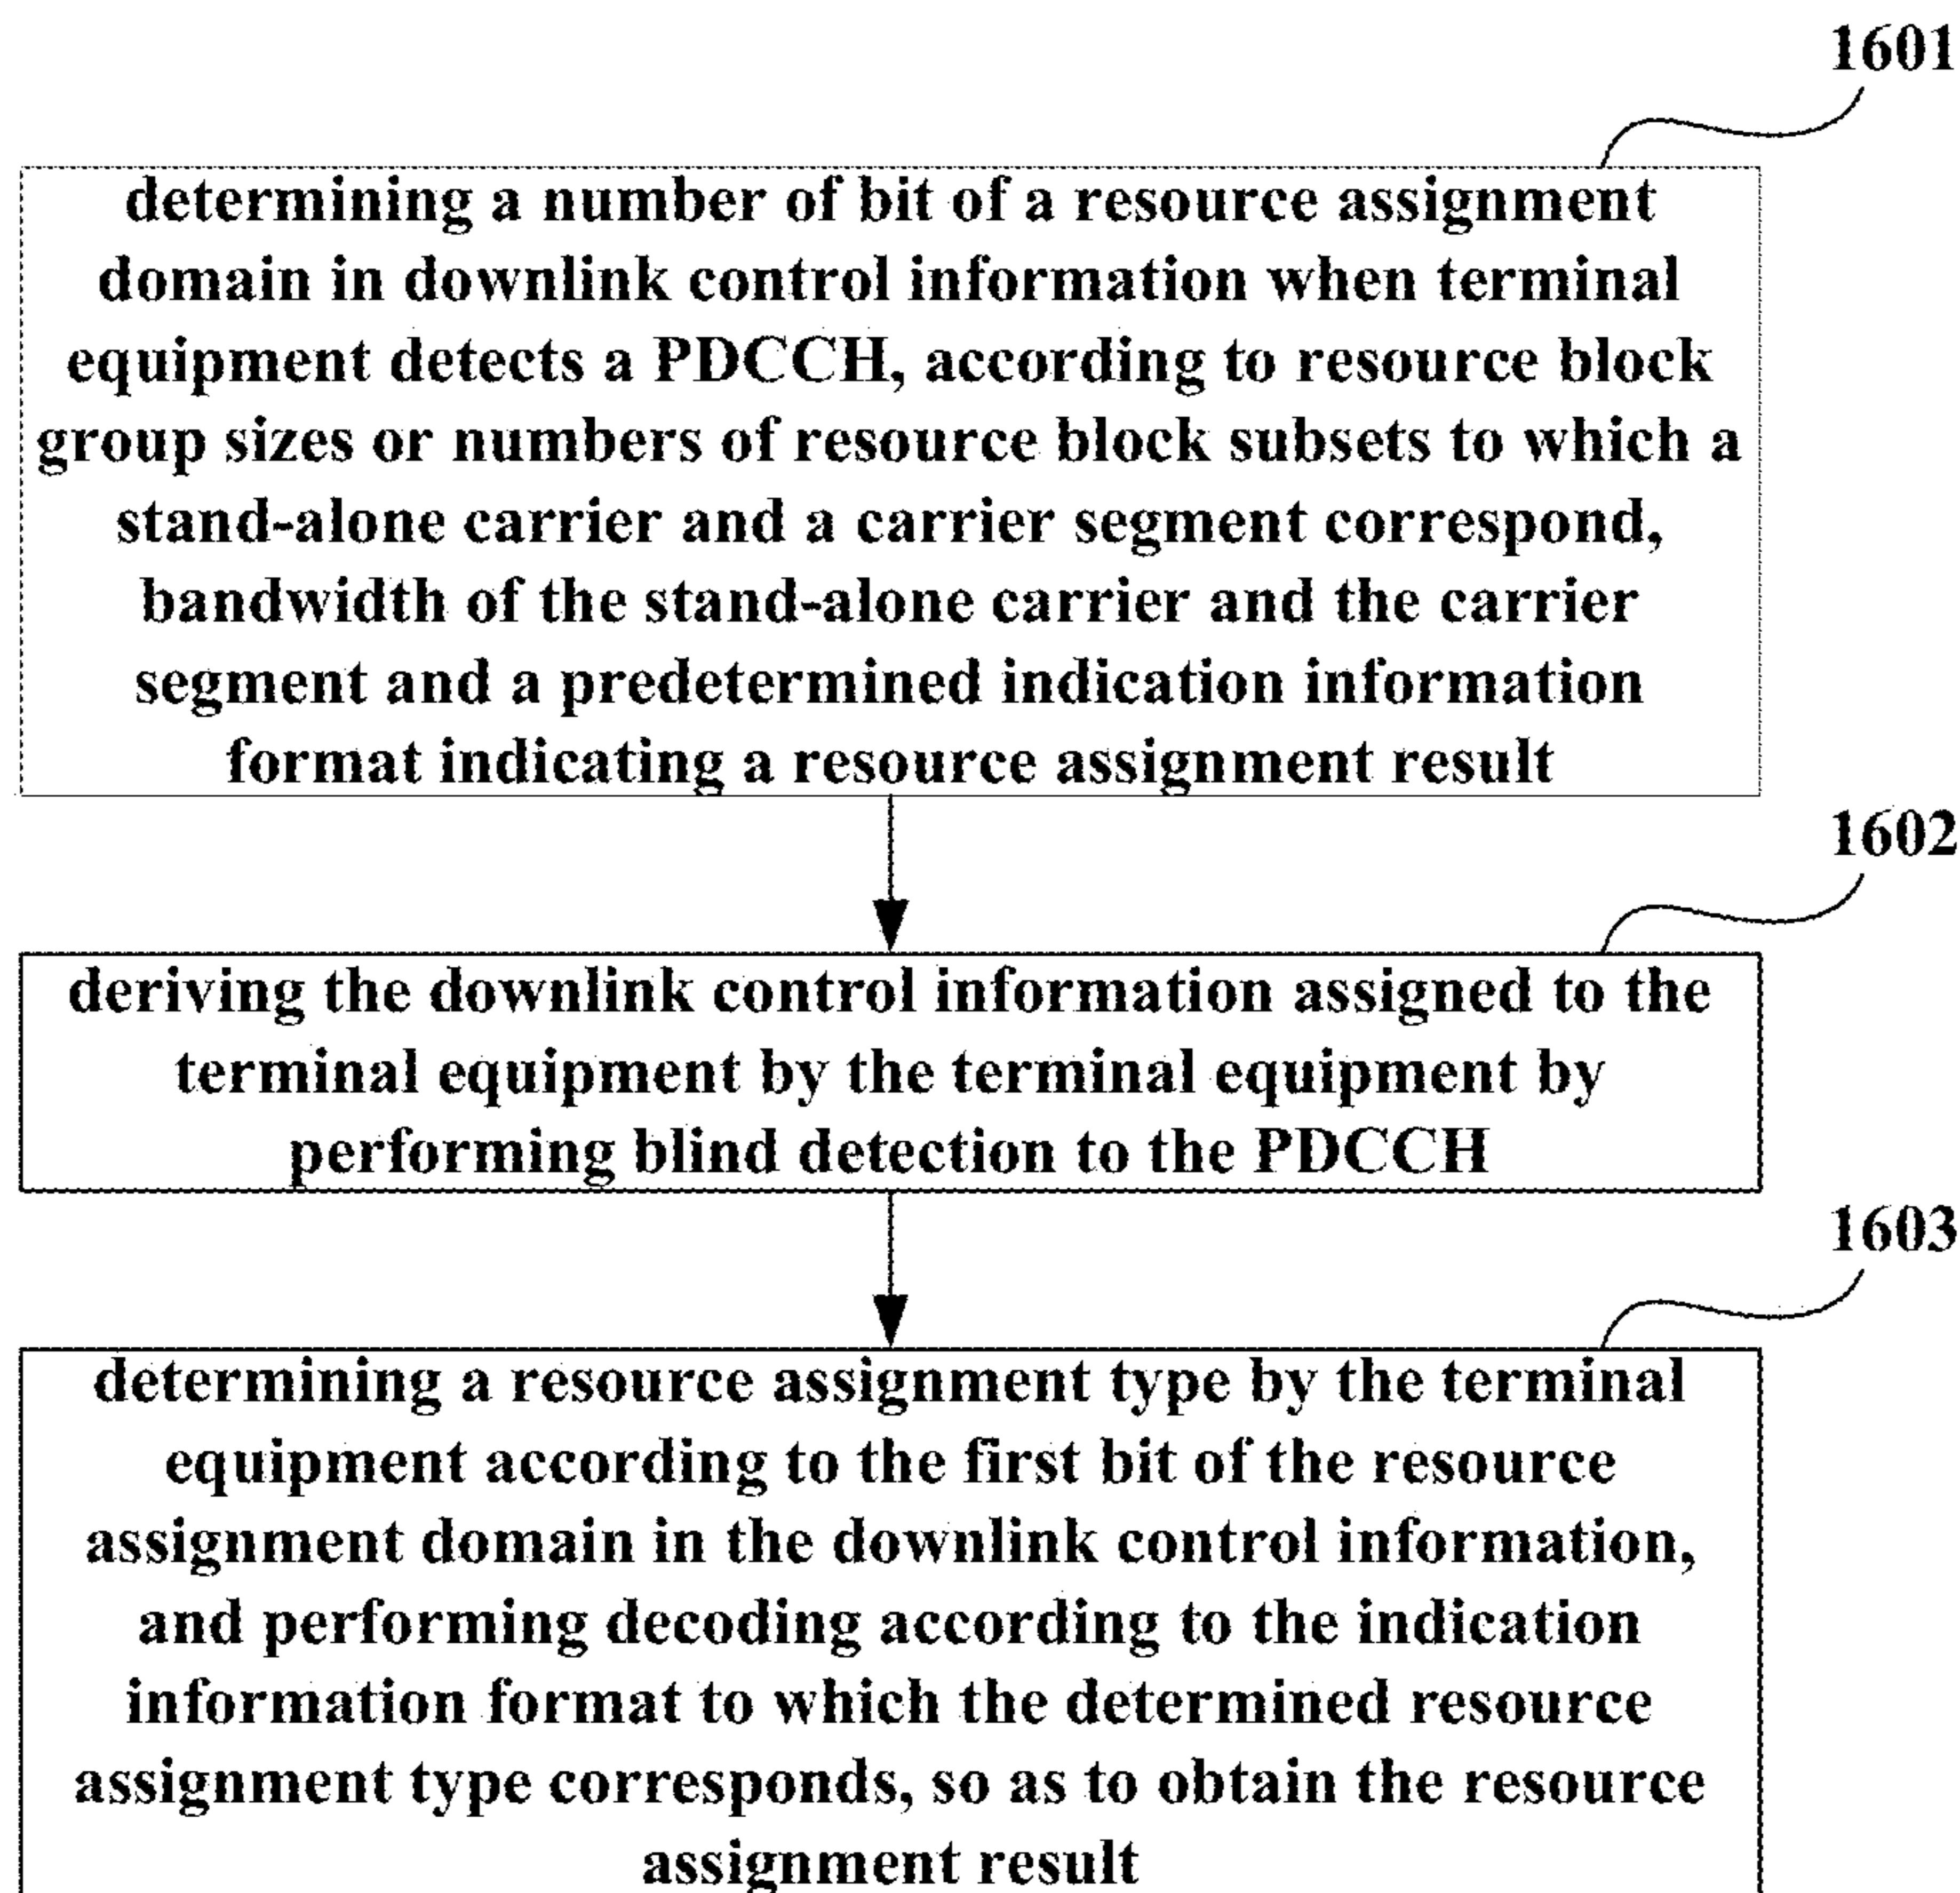 1601
determining a number of bit of a resource assignment
domain in downlink control information when terminal
equipment detects a PDCCH, according to resource block
group sizes or numbers of resource block subsets to which a
stand-alone carrier and a carrier segment correspond,
bandwidth of the stand-alone carrier and the carrier
segment and a predetermined indication information
format indicating a resource assignment result
1602
deriving the downlink control information assigned to the
terminal equipment by the terminal equipment by
performing blind detection to the PDCCH
1603
determining a resource assignment type by the terminal
equipment according to the first bit of the resource
assignment domain in the downlink control information,
and performing decoding according to the indication
information format to which the determined resource
assignment type corresponds, so as to obtain the resource
assignment result